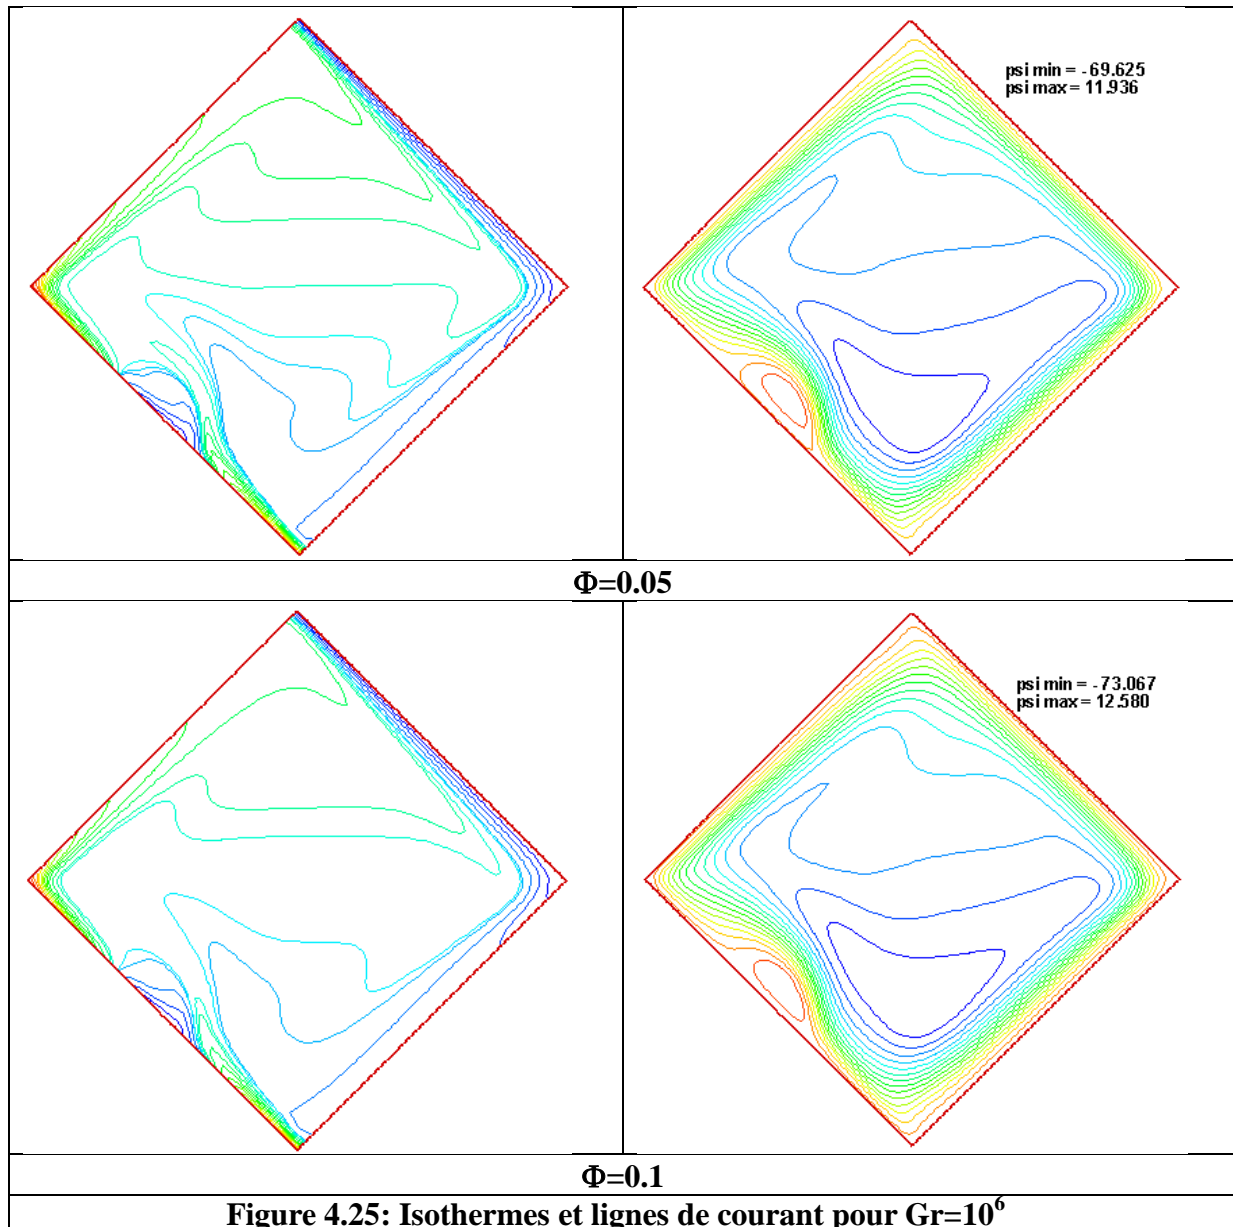 psi min = -69.625
psi max = 11.936
Φ=0.05
psi min = -73.067
psi max = 12.580
Φ=0.1
Figure 4.25: Isothermes et lignes de courant pour Gr=10⁶